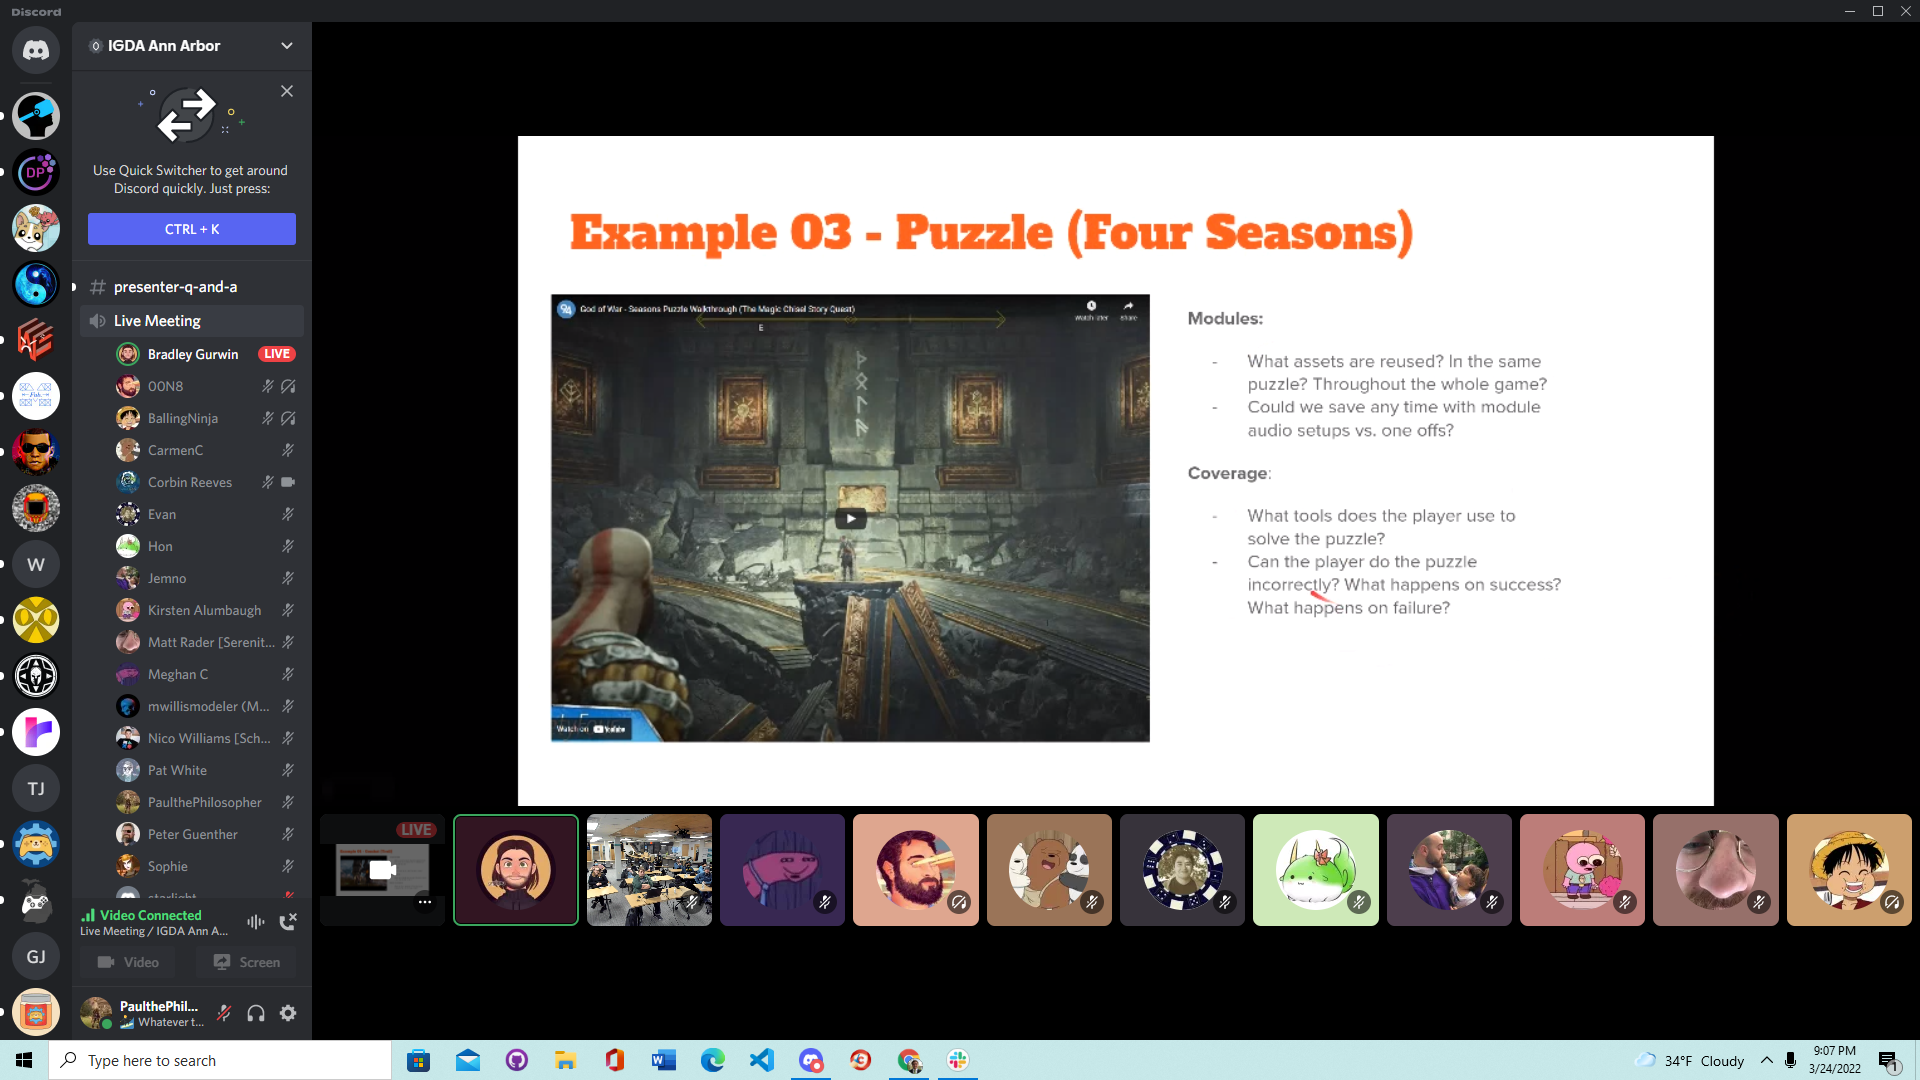 Discord
IGDA Ann Arbor
Use Quick Switcher to get around
Discord quickly. Just press:
CTRL + K
presenter-q-and-a
Live Meeting
Bradley Gurwin
LIVE
00N8
BallingNinja
CarmenC
Corbin Reeves
Evan
Hon
Jemno
Kirsten Alumbaugh
Matt Rader [Serenit...
Meghan C
mwillismodeler (M...
Nico Williams [Sch...
Pat White
PaulthePhilosopher
Peter Guenther
Sophie
starlight
Video Connected
Live Meeting / IGDA Ann A...
Video
Screen
PaulthePhil...
Whatever t...
DP
W
TJ
GJ
Example 03 - Puzzle (Four Seasons)
God of War - Seasons Puzzle Walkthrough (The Magic Chisel Story Quest)
Watch later
Share
E
Watch on YouTube
Modules:
- What assets are reused? In the same
puzzle? Throughout the whole game?
- Could we save any time with module
audio setups vs. one offs?
Coverage:
- What tools does the player use to
solve the puzzle?
- Can the player do the puzzle
incorrectly? What happens on success?
What happens on failure?
LIVE
Type here to search
34°F Cloudy
9:07 PM
3/24/2022
1